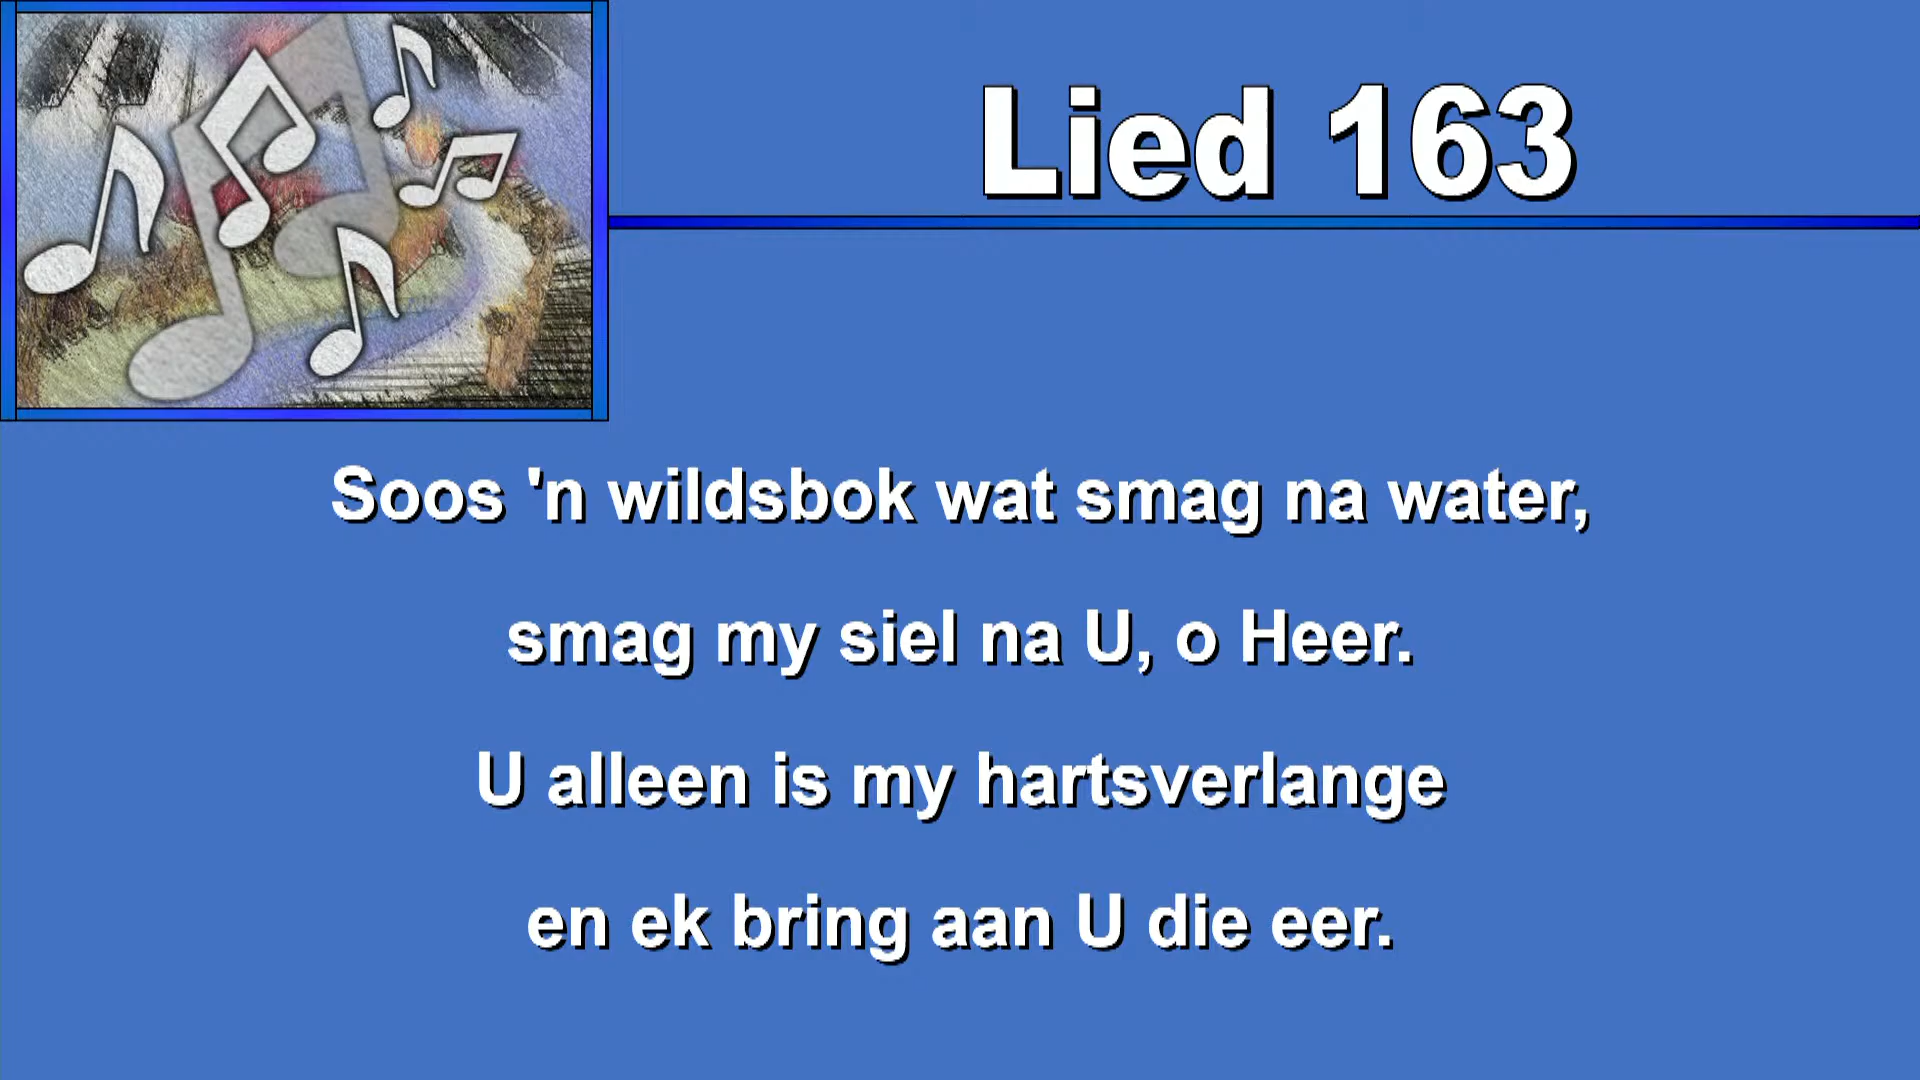 Lied 163
Soos 'n wildsbok wat smag na water,
smag my siel na U, o Heer.
U alleen is my hartsverlange
en ek bring aan U die eer.